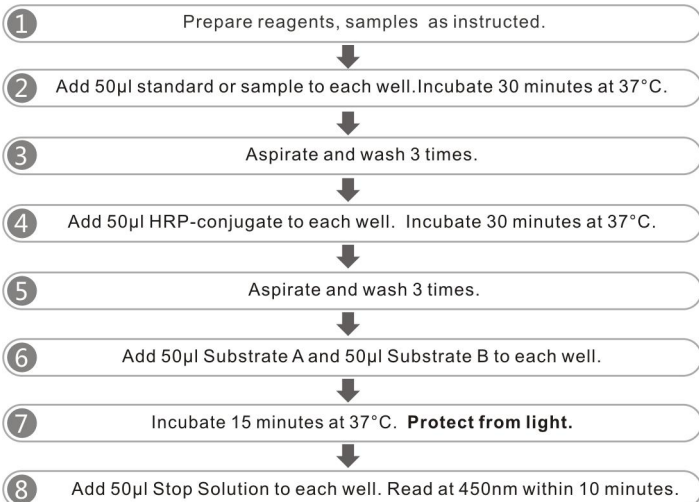 1 Prepare reagents, samples as instructed.
2 Add 50μl standard or sample to each well.Incubate 30 minutes at 37°C.
3 Aspirate and wash 3 times.
4 Add 50μl HRP-conjugate to each well. Incubate 30 minutes at 37°C.
5 Aspirate and wash 3 times.
6 Add 50μl Substrate A and 50μl Substrate B to each well.
7 Incubate 15 minutes at 37°C. Protect from light.
8 Add 50μl Stop Solution to each well. Read at 450nm within 10 minutes.